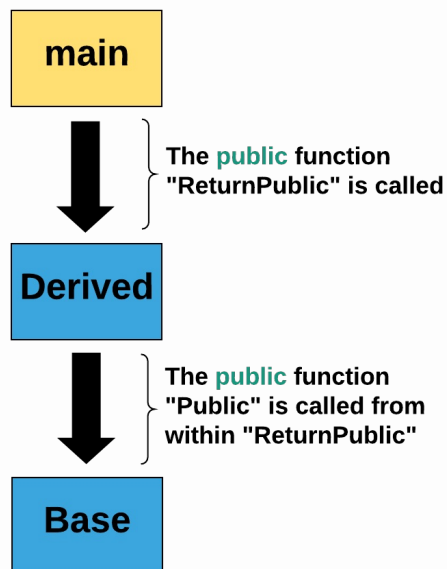 main
The public function
"ReturnPublic" is called
Derived
The public function
"Public" is called from
within "ReturnPublic"
Base